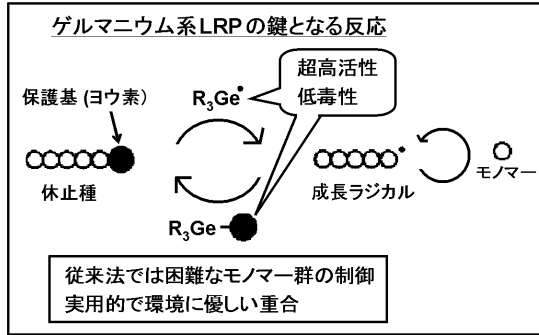 ゲルマニウム系LRPの鍵となる反応
保護基 (ヨウ素)
R₃Ge•
超高活性
低毒性
休止種
成長ラジカル
モノマー
R₃Ge
従来法では困難なモノマー群の制御
実用的で環境に優しい重合